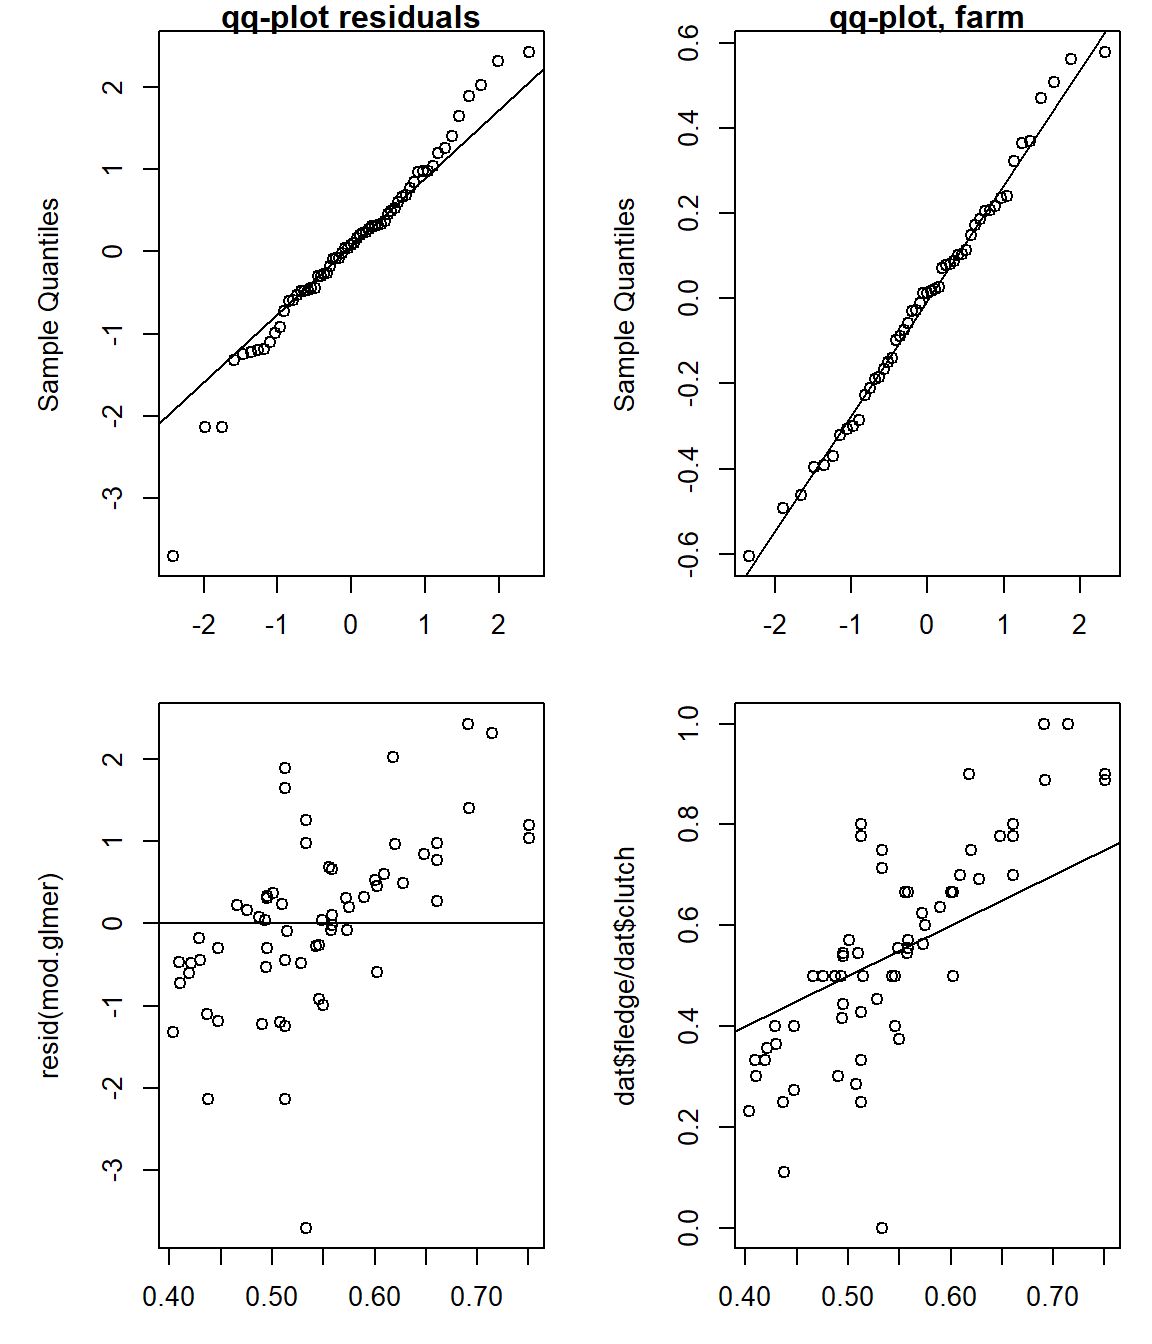 qq-plot residuals
Sample Quantiles
2
1
0
-1
-2
-3
-2 -1 0 1 2
qq-plot, farm
Sample Quantiles
0.6
0.4
0.2
0.0
-0.2
-0.4
-0.6
-2 -1 0 1 2
resid(mod.glmer)
2
1
0
-1
-2
-3
0.40 0.50 0.60 0.70
dat$fledge/dat$clutch
1.0
0.8
0.6
0.4
0.2
0.0
0.40 0.50 0.60 0.70